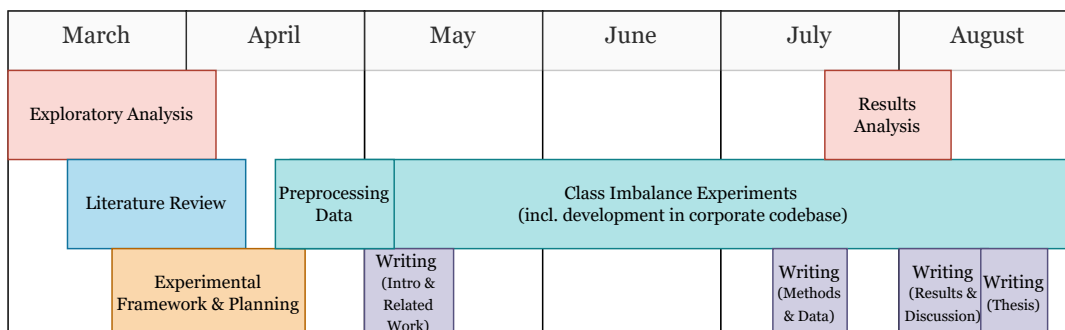 March April May June July August
Exploratory Analysis
Results
Analysis
Literature Review
Preprocessing
Data
Class Imbalance Experiments
(incl. development in corporate codebase)
Experimental
Framework & Planning
Writing
(Intro &
Related
Work)
Writing
(Methods
& Data)
Writing
(Results &
Discussion)
Writing
(Thesis)